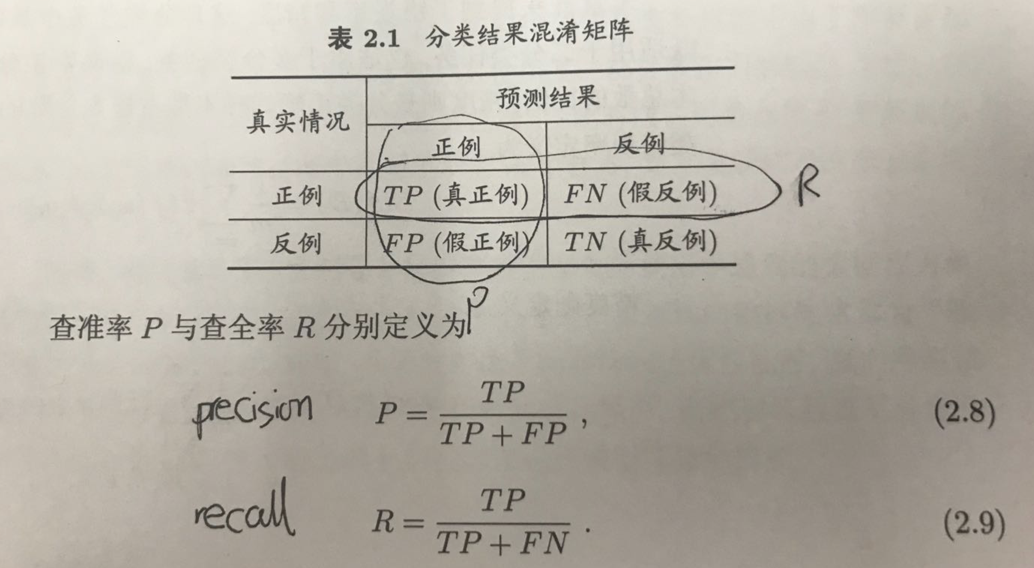 表 2.1 分类结果混淆矩阵
真实情况 预测结果
正例 反例
正例 TP (真正例) FN (假反例) R
反例 FP (假正例) TN (真反例)
P
查准率 P 与查全率 R 分别定义为
precision P = TP / TP + FP , (2.8)
recall R = TP / TP + FN . (2.9)